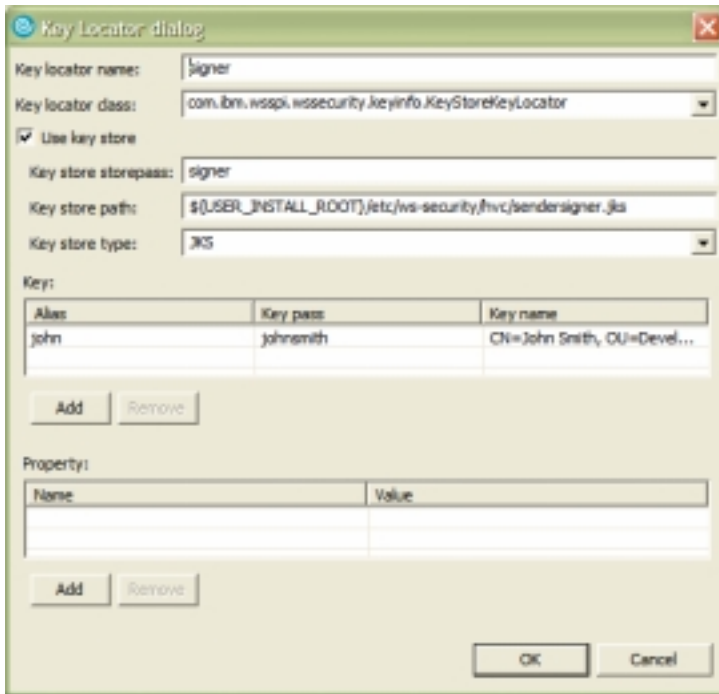 Key Locator dialog
Key locator name: signer
Key locator class: com.ibm.wsspi.wssecurity.keyinfo.KeyStoreKeyLocator
Use key store
Key store storepass: signer
Key store path: ${USER_INSTALL_ROOT}/etc/ws-security/hvc/sendersigner.jks
Key store type: JKS
Key:
Alias Key pass Key name
john johnsmith CN=John Smith, OU=Devel...
Add Remove
Property:
Name Value
Add Remove
OK Cancel